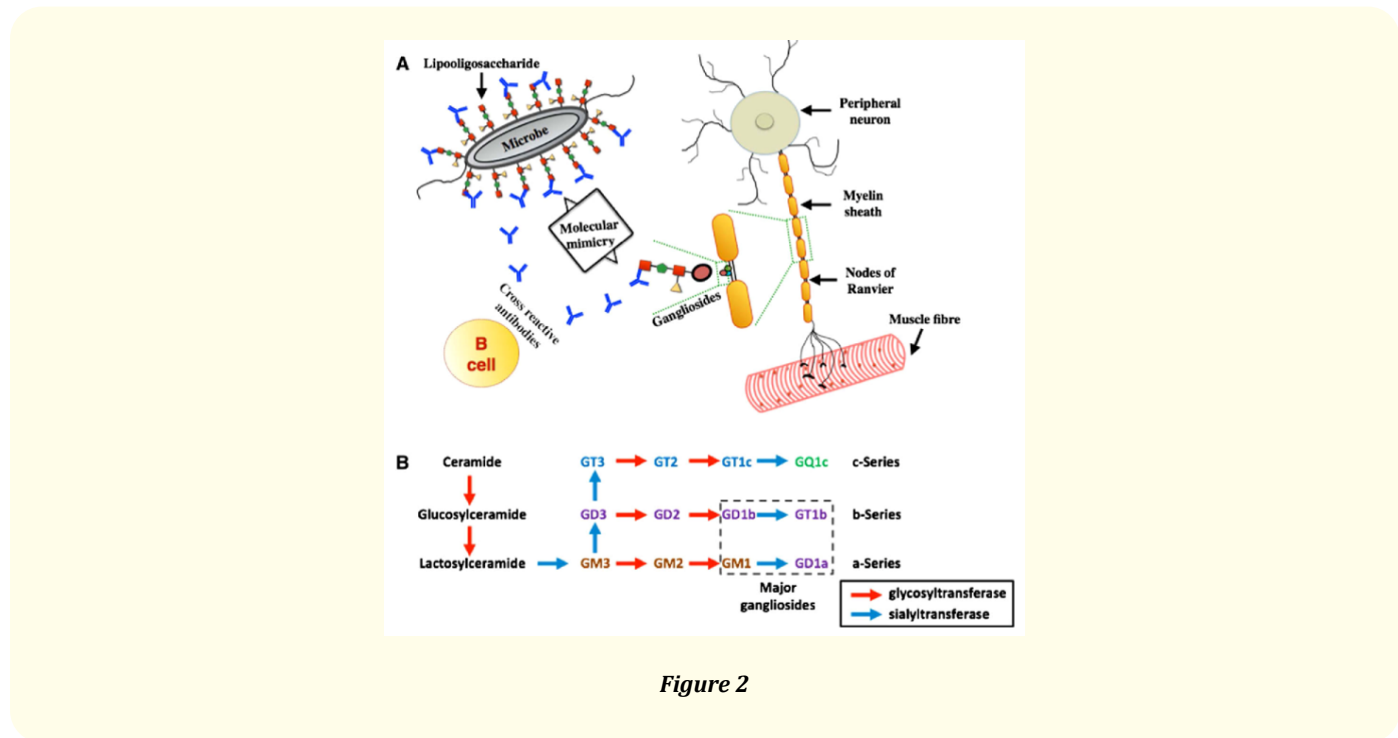 A
Lipooligosaccharide
Microbe
Peripheral
neuron
Myelin
sheath
Molecular
mimicry
Nodes of
Ranvier
Gangliosides
Cross reactive
antibodies
Muscle fibre
B
cell
B
Ceramide
GT3 GT2 GT1c GQ1c c-Series
Glucosylceramide GD3 GD2 GD1b GT1b b-Series
Lactosylceramide GM3 GM2 GM1 GD1a a-Series
Major
gangliosides
glycosyltransferase
sialyltransferase
Figure 2